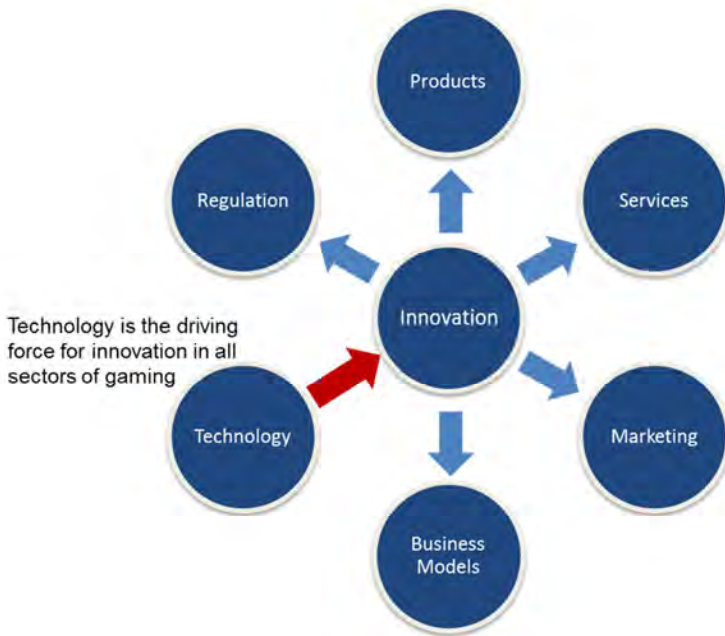 Products
Regulation
Services
Innovation
Technology is the driving
force for innovation in all
sectors of gaming
Technology
Marketing
Business
Models